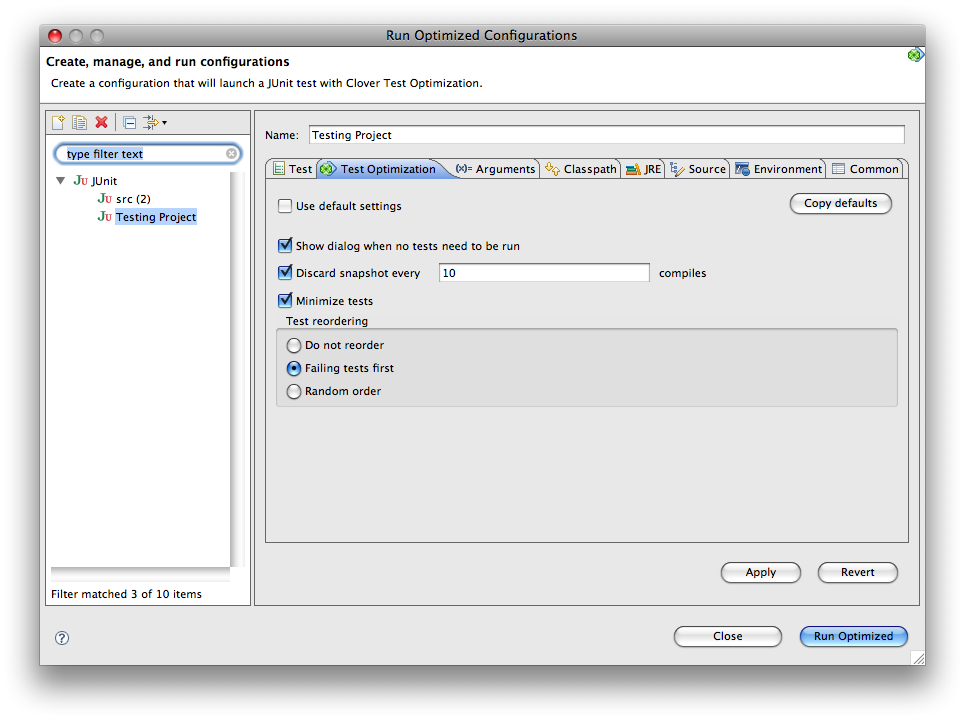 Run Optimized Configurations
Create, manage, and run configurations
Create a configuration that will launch a JUnit test with Clover Test Optimization.
type filter text
JUnit
Ju src (2)
Ju Testing Project
Filter matched 3 of 10 items
Name: Testing Project
Test Test Optimization (x)= Arguments Classpath JRE Source Environment Common
Use default settings Copy defaults
Show dialog when no tests need to be run
Discard snapshot every 10 compiles
Minimize tests
Test reordering
Do not reorder
Failing tests first
Random order
Apply Revert
? Close Run Optimized